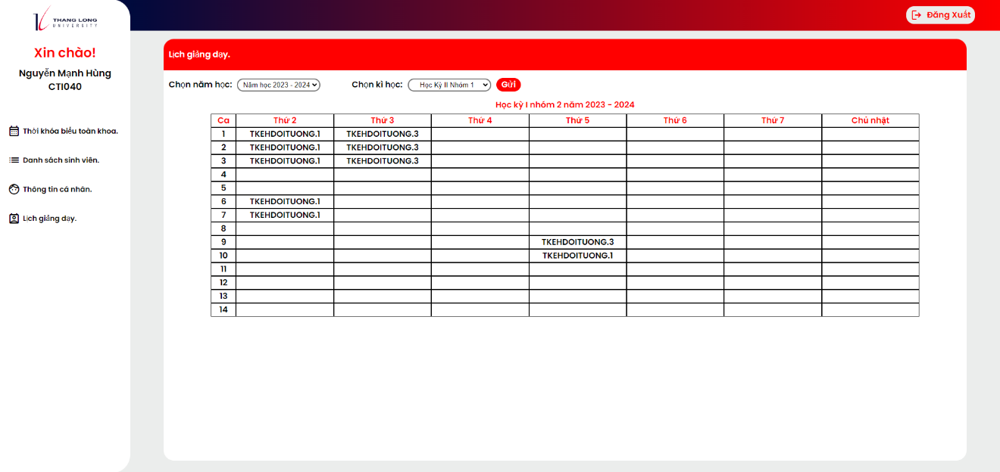 THANG LONG
UNIVERSITY
Đăng Xuất
Xin chào!
Nguyễn Mạnh Hùng
CTI040
Thời khóa biểu toàn khoa.
Danh sách sinh viên.
Thông tin cá nhân.
Lịch giảng dạy.
Lịch giảng dạy.
Chọn năm học: Năm học 2023 - 2024 Chọn kì học: Học Kỳ II Nhóm 1 Gửi
Học kỳ I nhóm 2 năm 2023 - 2024
Ca Thứ 2 Thứ 3 Thứ 4 Thứ 5 Thứ 6 Thứ 7 Chủ nhật
1 TKEHDOITUONG.1 TKEHDOITUONG.3
2 TKEHDOITUONG.1 TKEHDOITUONG.3
3 TKEHDOITUONG.1 TKEHDOITUONG.3
4
5
6 TKEHDOITUONG.1
7 TKEHDOITUONG.1
8
9 TKEHDOITUONG.3
10 TKEHDOITUONG.1
11
12
13
14